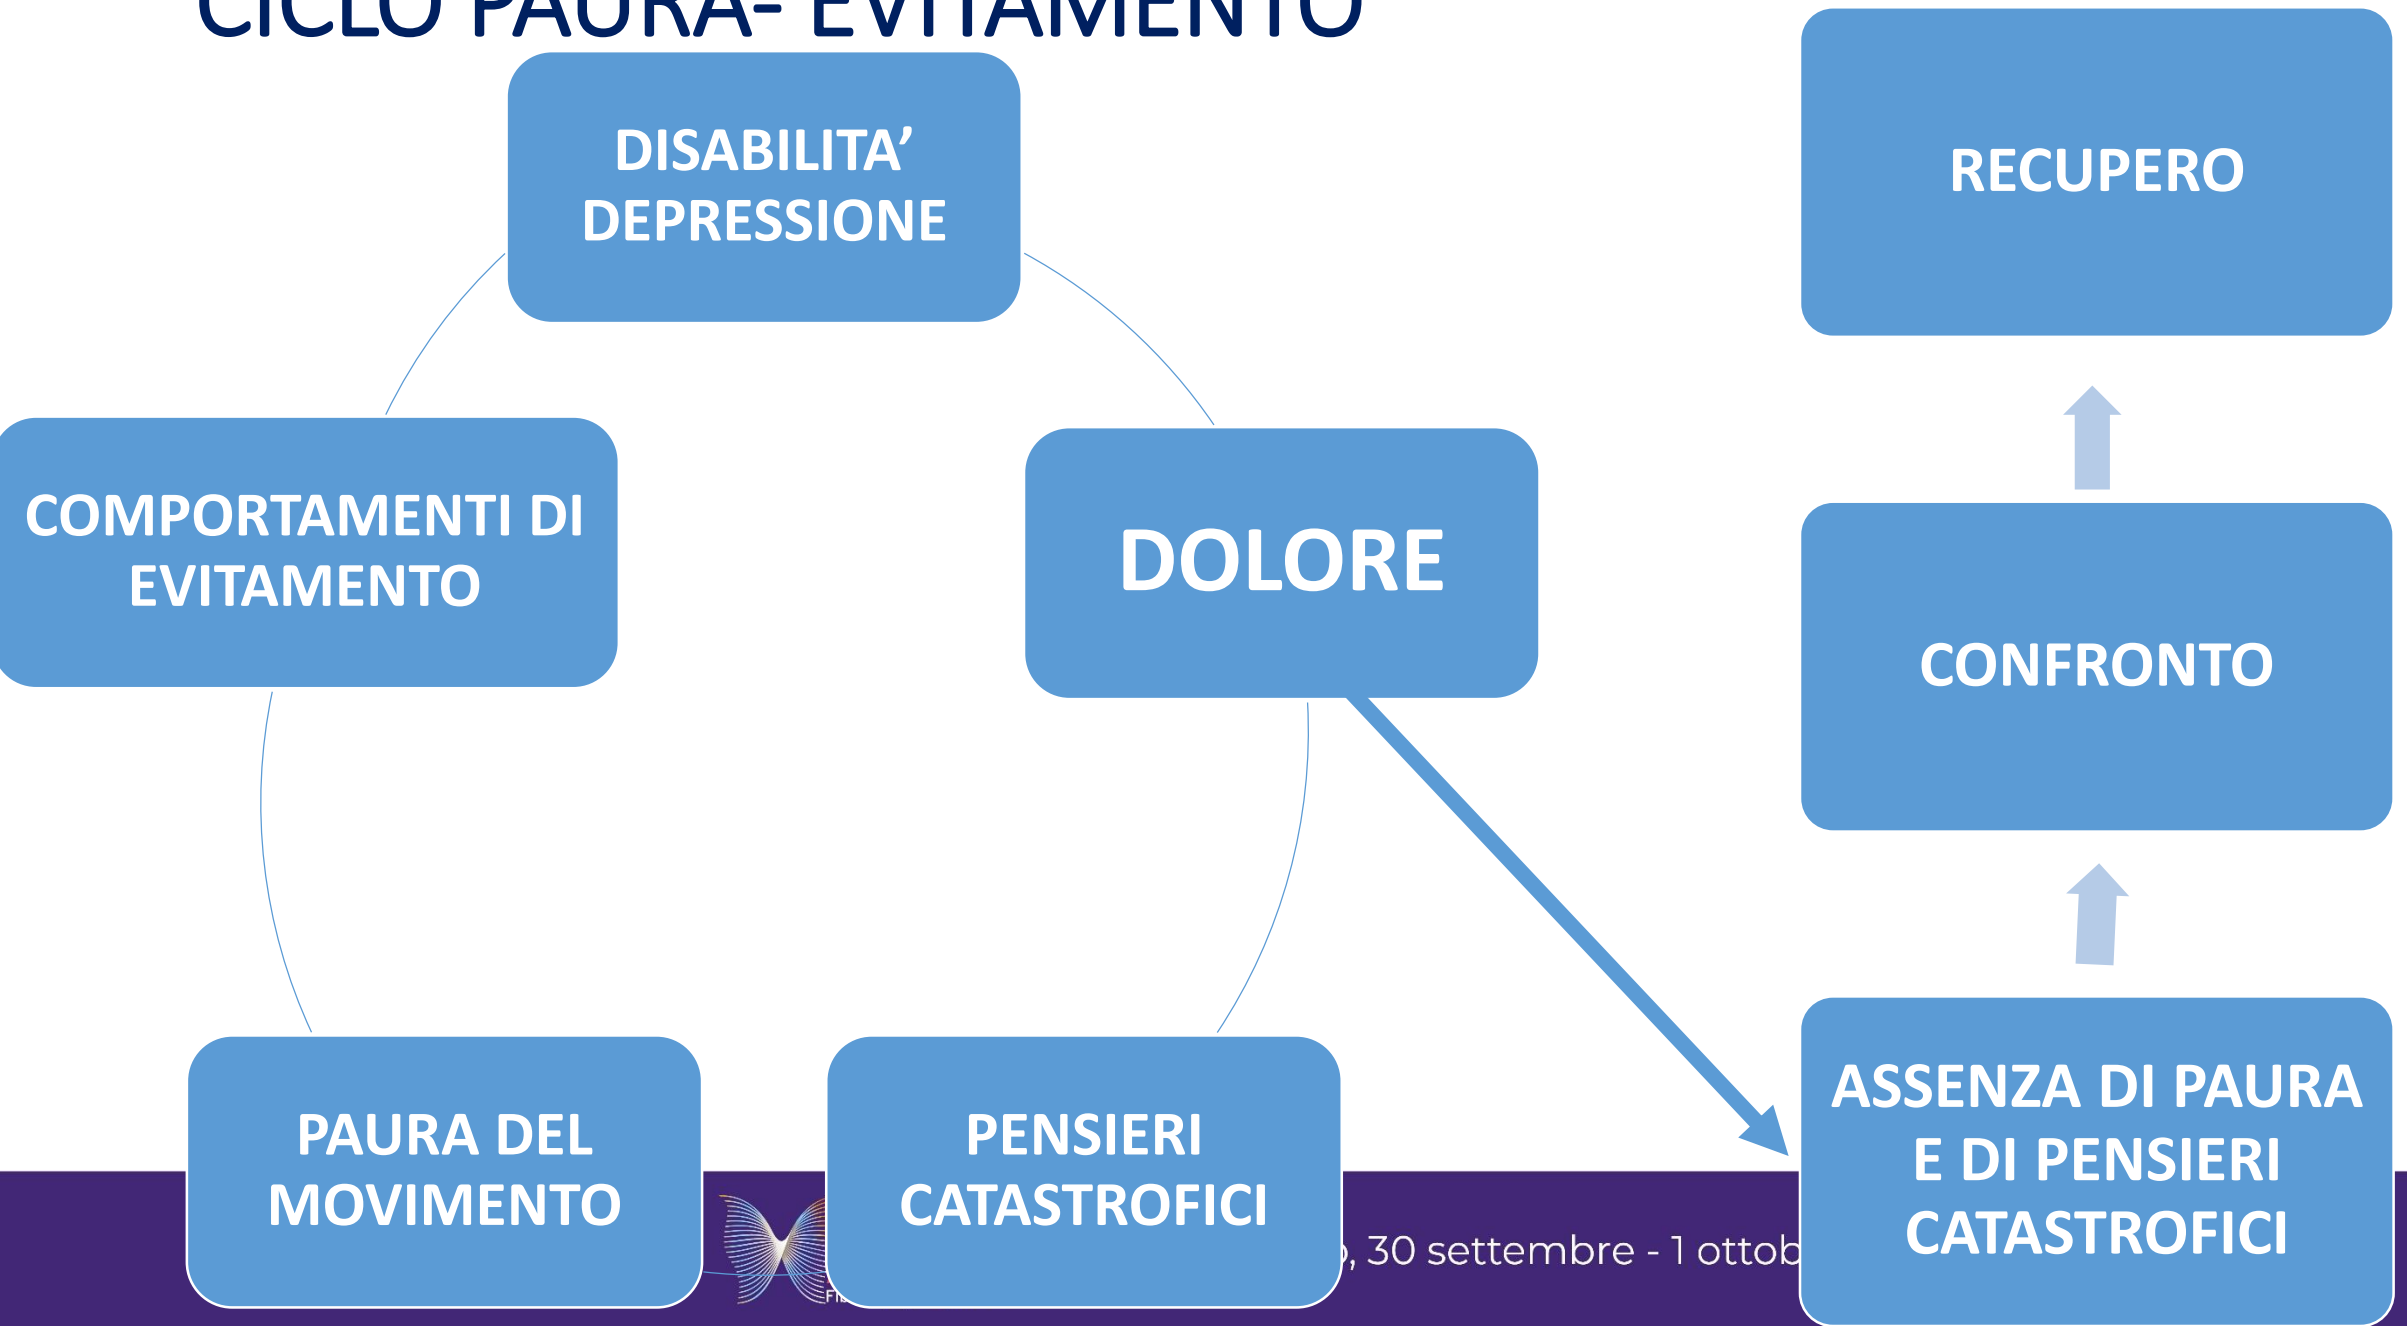 CICLO PAURA- EVITAMENTO
DISABILITA’
DEPRESSIONE
COMPORTAMENTI DI
EVITAMENTO
DOLORE
PAURA DEL
MOVIMENTO
PENSIERI
CATASTROFICI
RECUPERO
CONFRONTO
ASSENZA DI PAURA
E DI PENSIERI
CATASTROFICI
, 30 settembre - 1 ottob